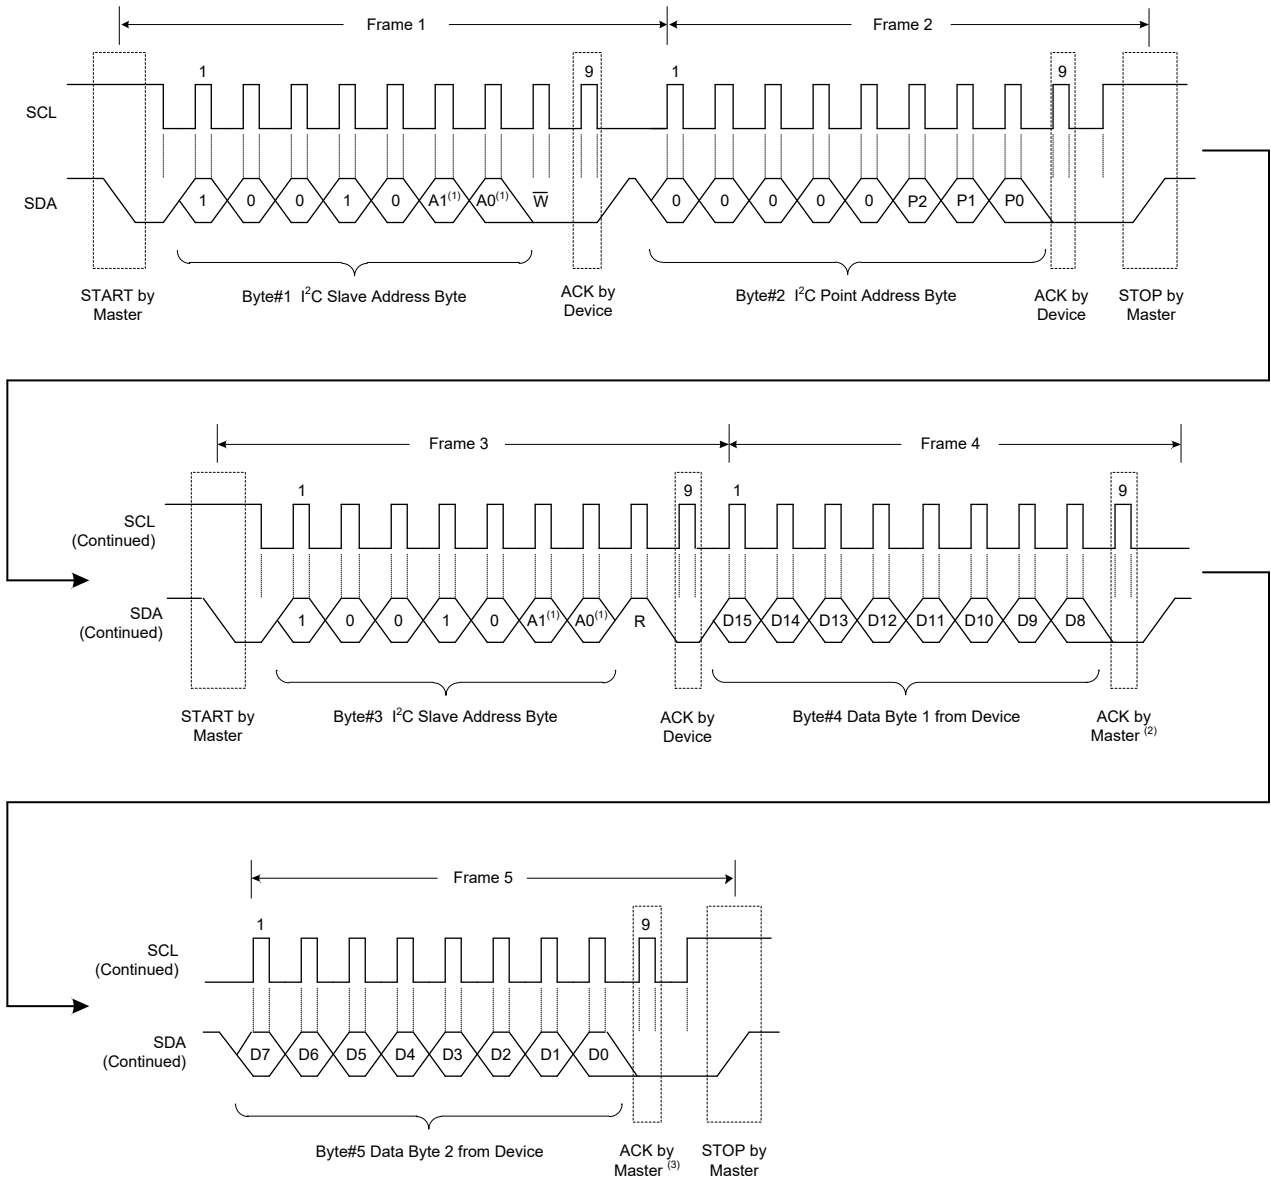 Frame 1 Frame 2
1 9 1 9
SCL
SDA 1 0 0 1 0 A1(1) A0(1) W̅ 0 0 0 0 0 P2 P1 P0
START by
Master
Byte#1 I²C Slave Address Byte
ACK by
Device
Byte#2 I²C Point Address Byte
ACK by
Device
STOP by
Master
Frame 3 Frame 4
1 9 1 9
SCL
(Continued)
SDA
(Continued)
1 0 0 1 0 A1(1) A0(1) R D15 D14 D13 D12 D11 D10 D9 D8
START by
Master
Byte#3 I²C Slave Address Byte
ACK by
Device
Byte#4 Data Byte 1 from Device
ACK by
Master (2)
Frame 5
1 9
SCL
(Continued)
SDA
(Continued)
D7 D6 D5 D4 D3 D2 D1 D0
Byte#5 Data Byte 2 from Device
ACK by
Master (3)
STOP by
Master